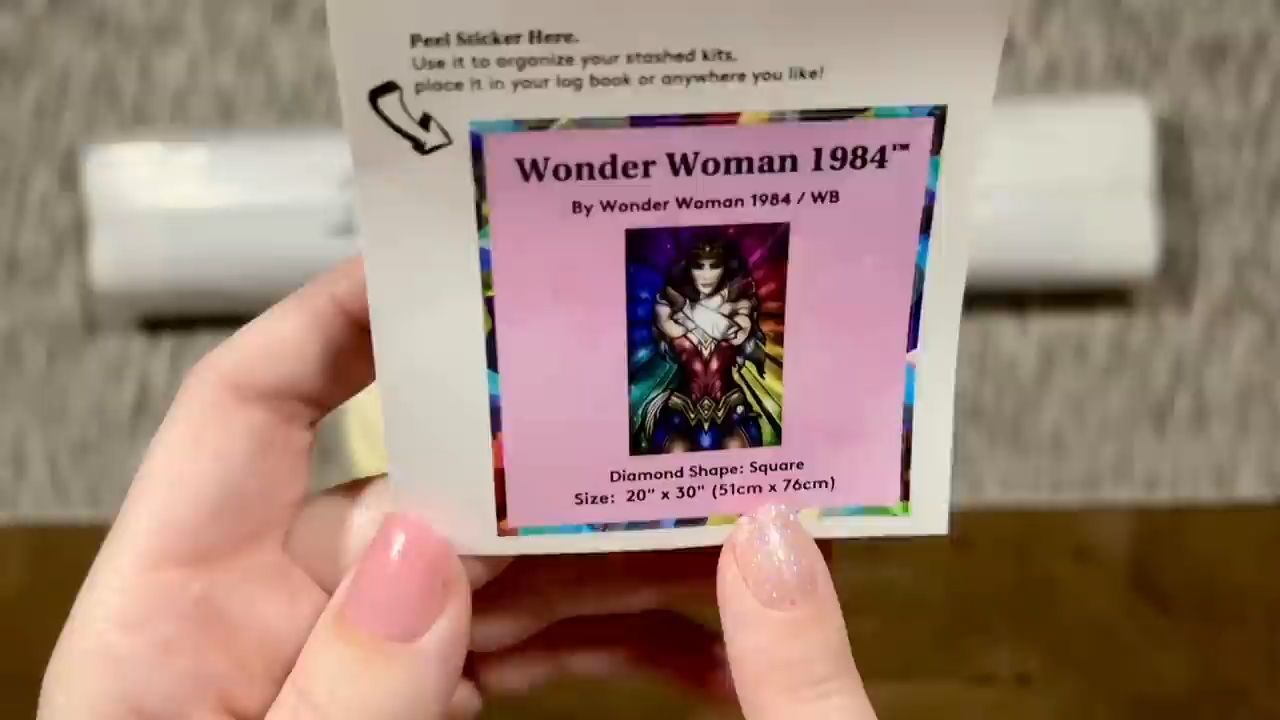 Peel Sticker Here.
Use it to organize your stashed kits,
place it in your log book or anywhere you like!
Wonder Woman 1984™
By Wonder Woman 1984 / WB
Diamond Shape: Square
Size: 20" x 30" (51cm x 76cm)